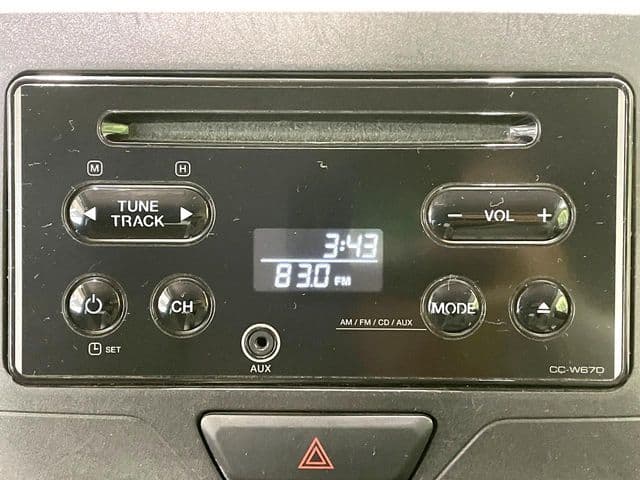 M H
TUNE
TRACK
− VOL +
3:43
83.0 FM
CH
MODE
AM / FM / CD / AUX
SET
AUX
CC-W67D